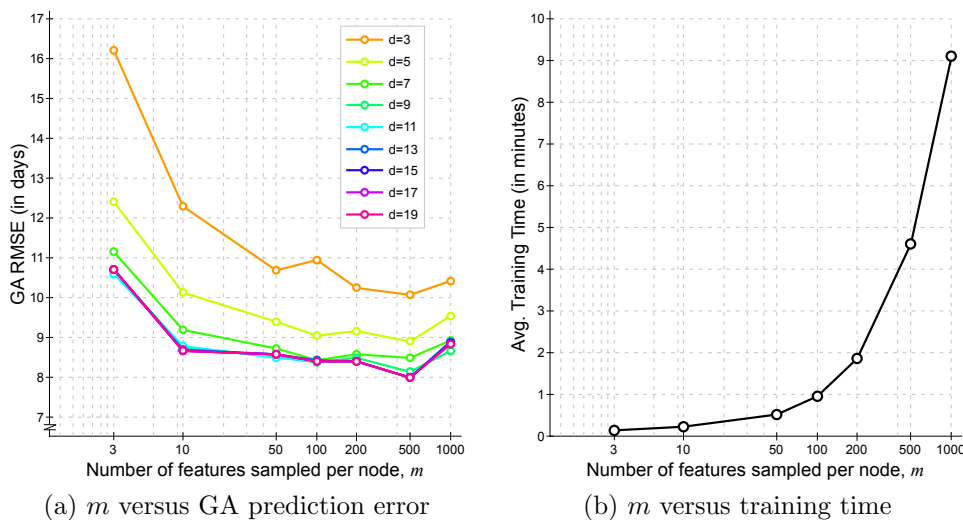 17
16
15
14
13
12
11
10
9
8
7
GA RMSE (in days)
d=3
d=5
d=7
d=9
d=11
d=13
d=15
d=17
d=19
3 10 50 100 200 500 1000
Number of features sampled per node, m
(a) m versus GA prediction error
10
9
8
7
6
5
4
3
2
1
0
Avg. Training Time (in minutes)
3 10 50 100 200 500 1000
Number of features sampled per node, m
(b) m versus training time